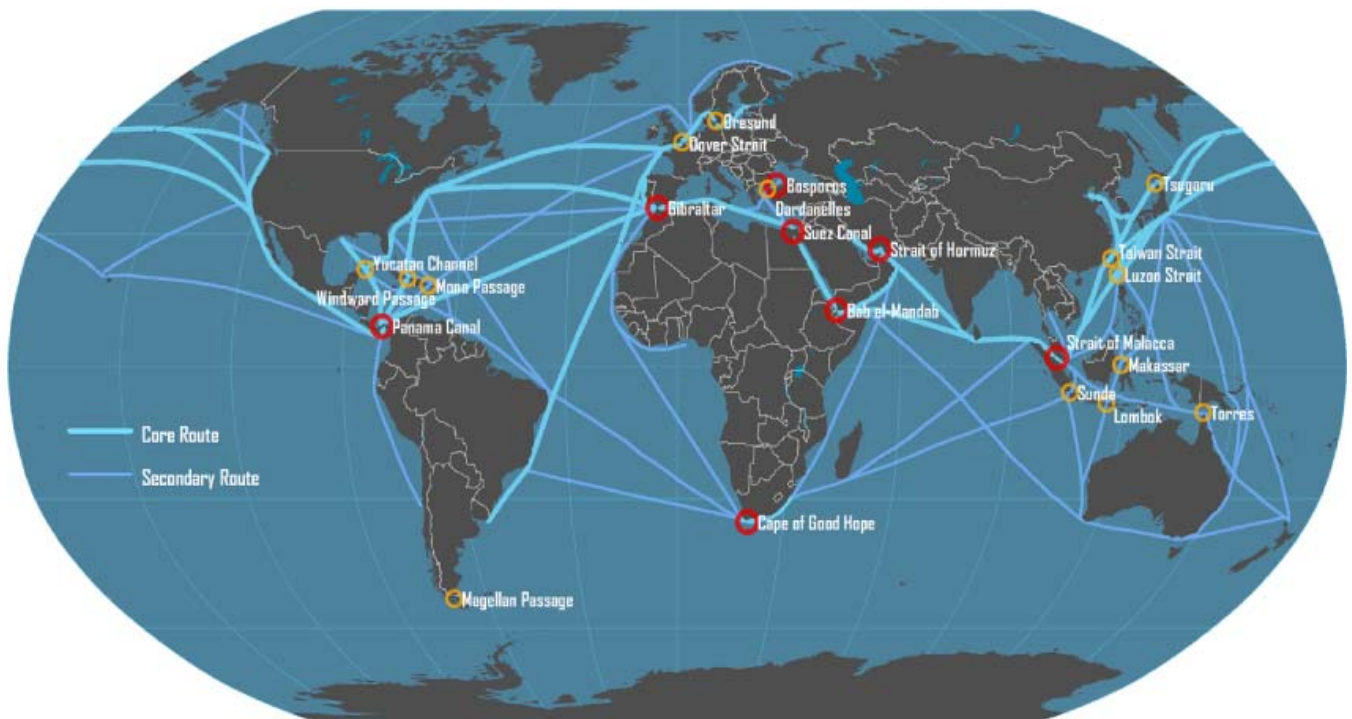 Oresund
Dover Strait
Bosporus
Tsugaru
Gibraltar
Dardanelles
Suez Canal
Strait of Hormuz
Taiwan Strait
Yucatan Channel
Luzon Strait
Mona Passage
Windward Passage
Bab el-Mandab
Panama Canal
Strait of Malacca
Makassar
Sunda
Lombok
Torres
Core Route
Secondary Route
Cape of Good Hope
Magellan Passage